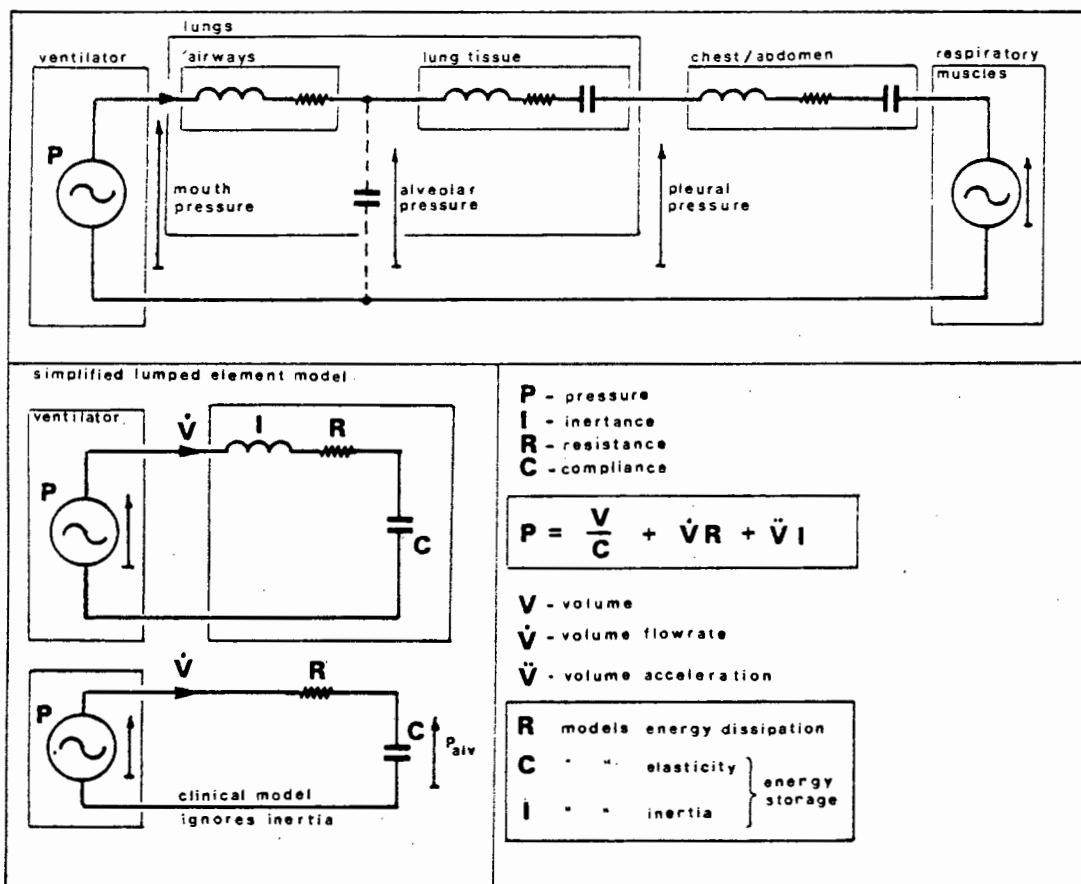 lungs
ventilator
airways
lung tissue
chest/abdomen
respiratory
muscles
P
mouth
pressure
alveolar
pressure
pleural
pressure
simplified lumped element model
ventilator
V̇
I
R
P
C
V̇
R
P
C
Palv
clinical model
ignores inertia
P - pressure
I - inertance
R - resistance
C - compliance
P = V/C + V̇R + V̈I
V - volume
V̇ - volume flowrate
V̈ - volume acceleration
R models energy dissipation
C " " elasticity
I " " inertia
energy
storage